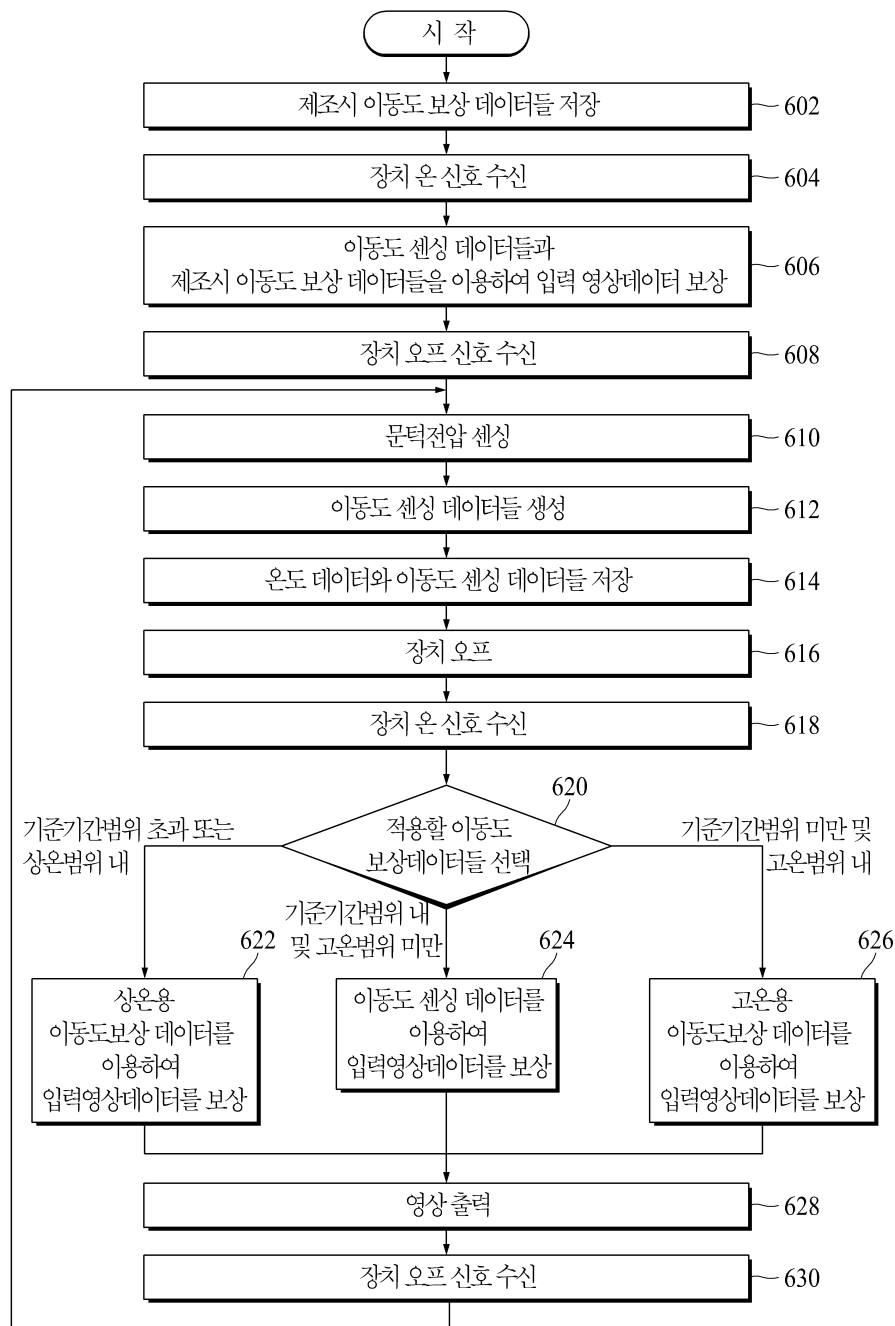 시 작
제조시 이동도 보상 데이터들 저장
602
장치 온 신호 수신
604
이동도 센싱 데이터들과
제조시 이동도 보상 데이터들을 이용하여 입력 영상데이터 보상
606
장치 오프 신호 수신
608
문턱전압 센싱
610
이동도 센싱 데이터들 생성
612
온도 데이터와 이동도 센싱 데이터들 저장
614
장치 오프
616
장치 온 신호 수신
618
620
적용할 이동도
보상데이터들 선택
기준기간범위 초과 또는
상온범위 내
기준기간범위 내
및 고온범위 미만
기준기간범위 미만 및
고온범위 내
622
상온용
이동도보상 데이터를
이용하여
입력영상데이터를 보상
624
이동도 센싱 데이터를
이용하여
입력영상데이터를 보상
626
고온용
이동도보상 데이터를
이용하여
입력영상데이터를 보상
영상 출력
628
장치 오프 신호 수신
630